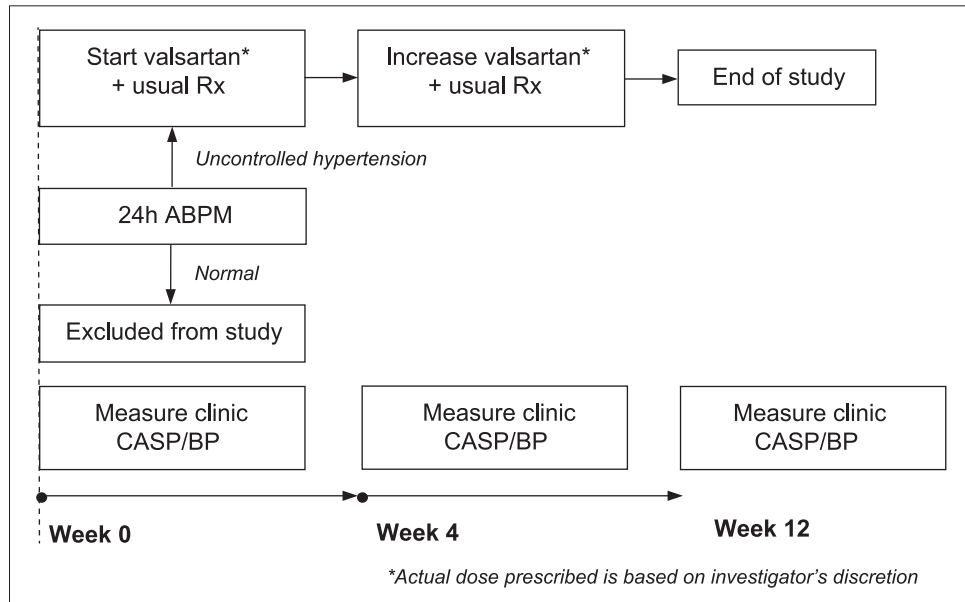 Start valsartan*
+ usual Rx
Increase valsartan*
+ usual Rx
End of study
Uncontrolled hypertension
24h ABPM
Normal
Excluded from study
Measure clinic
CASP/BP
Measure clinic
CASP/BP
Measure clinic
CASP/BP
Week 0
Week 4
Week 12
*Actual dose prescribed is based on investigator's discretion